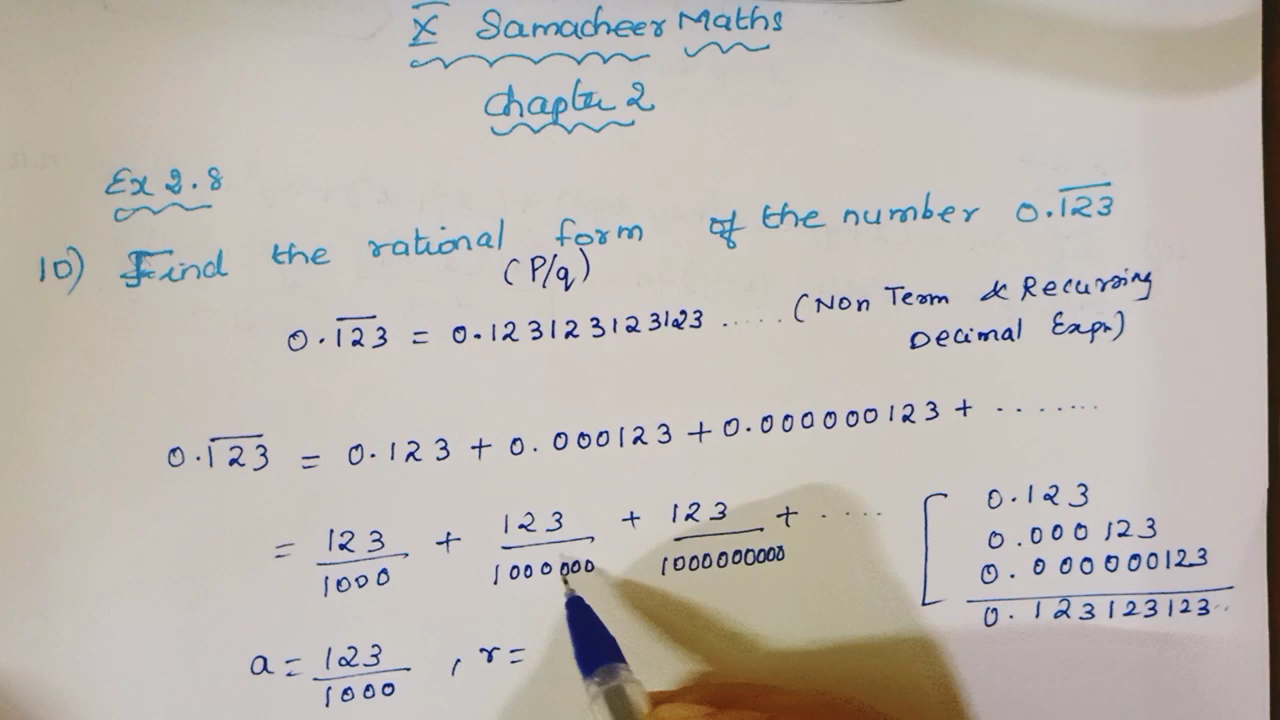 X Samacheer Maths
Chapter 2
Ex 2.8
10) Find the rational form of the number 0.1̅2̅3̅
(P/q)
0.1̅2̅3̅ = 0.123123123123 ..... (Non Term & Recurring
Decimal Expn)
0.1̅2̅3̅ = 0.123 + 0.000123 + 0.000000123 + .......
= 123/1000 + 123/1000000 + 123/1000000000 + ....
0.123
0.000123
0.000000123
0.123123123..
a = 123/1000 , r =